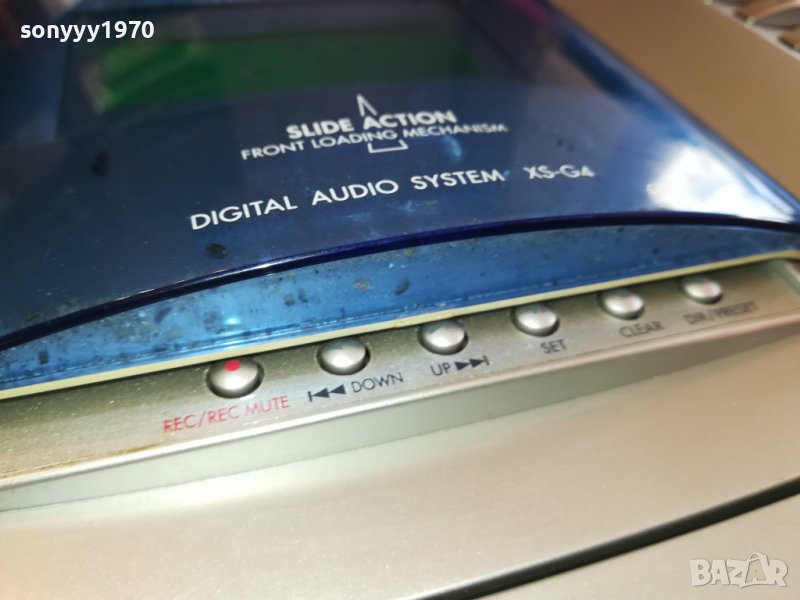 sonyyy1970
SLIDE ACTION
FRONT LOADING MECHANISM
DIGITAL AUDIO SYSTEM XS-G4
REC/REC MUTE
DOWN
UP
SET
CLEAR
DIR/PRESET
BAZAR